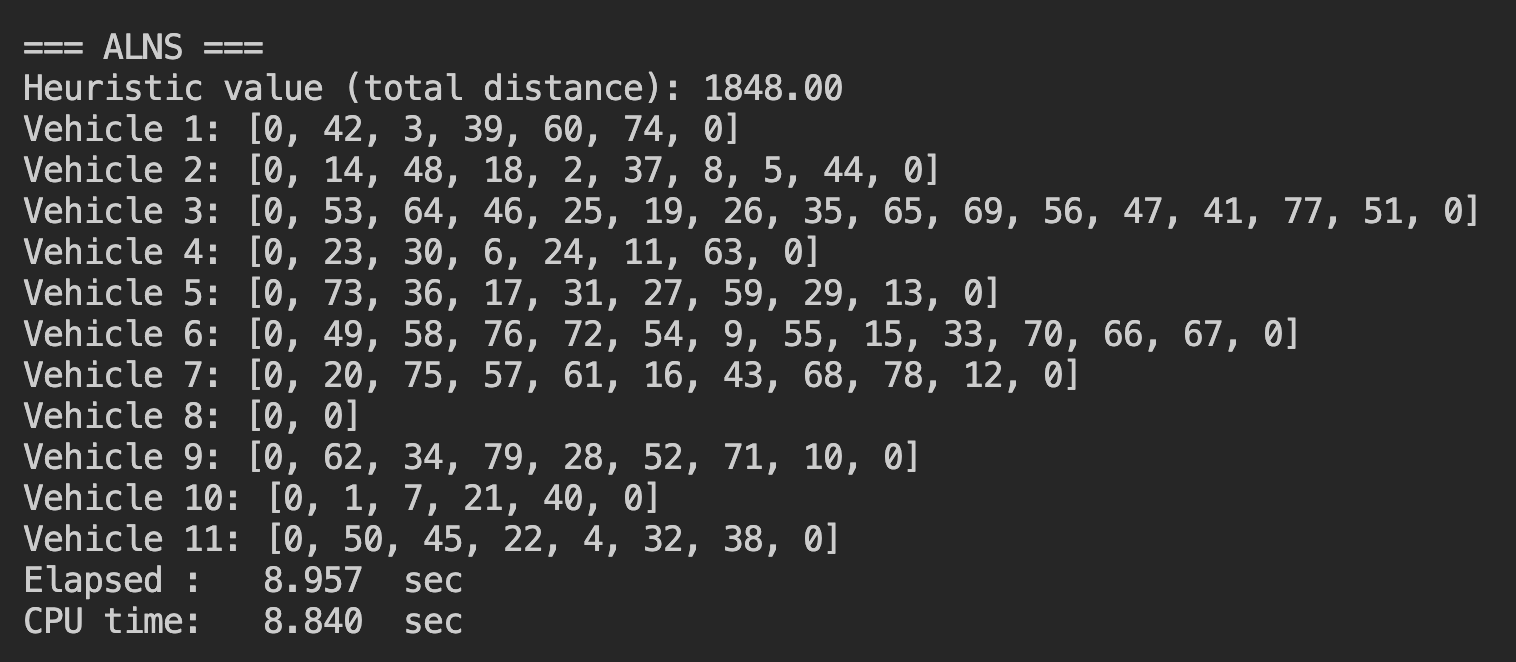 === ALNS ===
Heuristic value (total distance): 1848.00
Vehicle 1: [0, 42, 3, 39, 60, 74, 0]
Vehicle 2: [0, 14, 48, 18, 2, 37, 8, 5, 44, 0]
Vehicle 3: [0, 53, 64, 46, 25, 19, 26, 35, 65, 69, 56, 47, 41, 77, 51, 0]
Vehicle 4: [0, 23, 30, 6, 24, 11, 63, 0]
Vehicle 5: [0, 73, 36, 17, 31, 27, 59, 29, 13, 0]
Vehicle 6: [0, 49, 58, 76, 72, 54, 9, 55, 15, 33, 70, 66, 67, 0]
Vehicle 7: [0, 20, 75, 57, 61, 16, 43, 68, 78, 12, 0]
Vehicle 8: [0, 0]
Vehicle 9: [0, 62, 34, 79, 28, 52, 71, 10, 0]
Vehicle 10: [0, 1, 7, 21, 40, 0]
Vehicle 11: [0, 50, 45, 22, 4, 32, 38, 0]
Elapsed :   8.957  sec
CPU time:   8.840  sec